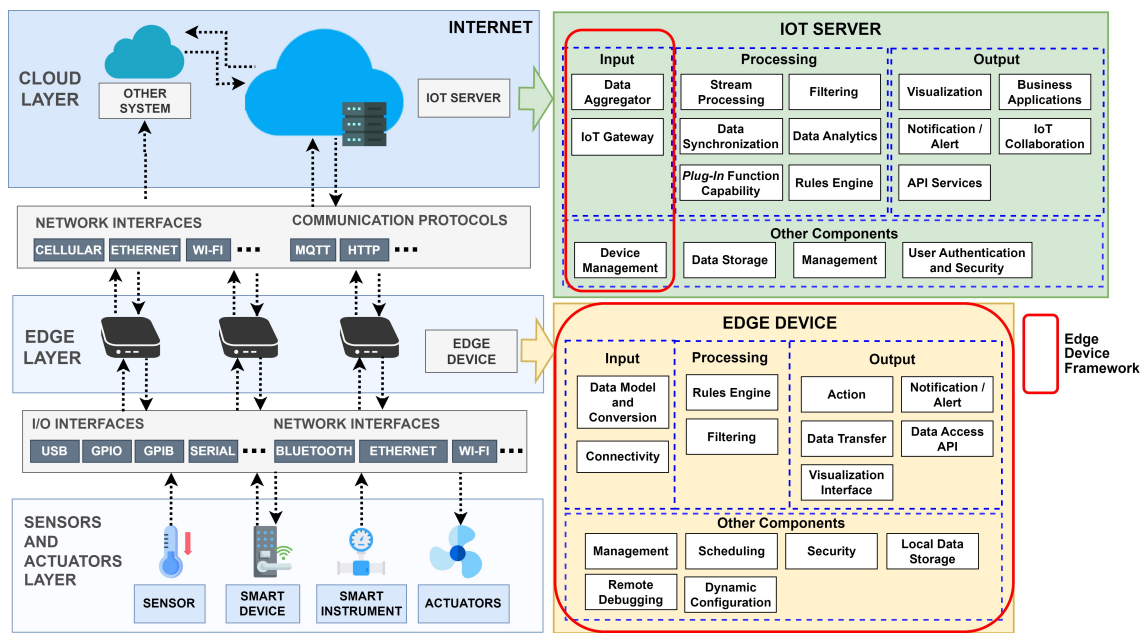 INTERNET
CLOUD
LAYER
OTHER
SYSTEM
IOT SERVER
NETWORK INTERFACES
CELLULAR
ETHERNET
WI-FI
COMMUNICATION PROTOCOLS
MQTT
HTTP
EDGE
LAYER
EDGE
DEVICE
I/O INTERFACES
USB
GPIO
GPIB
SERIAL
NETWORK INTERFACES
BLUETOOTH
ETHERNET
WI-FI
SENSORS
AND
ACTUATORS
LAYER
SENSOR
SMART
DEVICE
SMART
INSTRUMENT
ACTUATORS
IOT SERVER
Input
Data
Aggregator
IoT Gateway
Processing
Stream
Processing
Filtering
Data
Synchronization
Data Analytics
Plug-In Function
Capability
Rules Engine
Output
Visualization
Business
Applications
Notification /
Alert
IoT
Collaboration
API Services
Other Components
Device
Management
Data Storage
Management
User Authentication
and Security
EDGE DEVICE
Input
Data Model
and
Conversion
Connectivity
Processing
Rules Engine
Filtering
Output
Action
Notification /
Alert
Data Transfer
Data Access
API
Visualization
Interface
Other Components
Management
Scheduling
Security
Local Data
Storage
Remote
Debugging
Dynamic
Configuration
Edge
Device
Framework